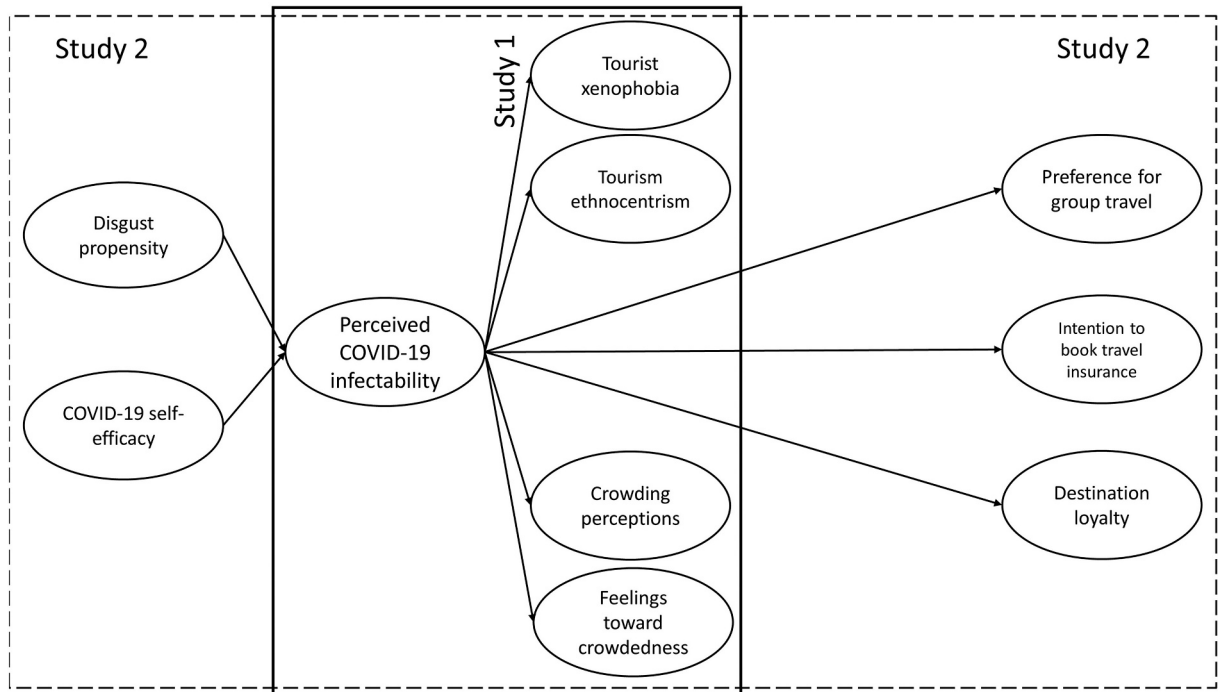 Study 2
Study 1
Study 2
Tourist
xenophobia
Tourism
ethnocentrism
Disgust
propensity
COVID-19 self-
efficacy
Perceived
COVID-19
infectability
Crowding
perceptions
Feelings
toward
crowdedness
Preference for
group travel
Intention to
book travel
insurance
Destination
loyalty